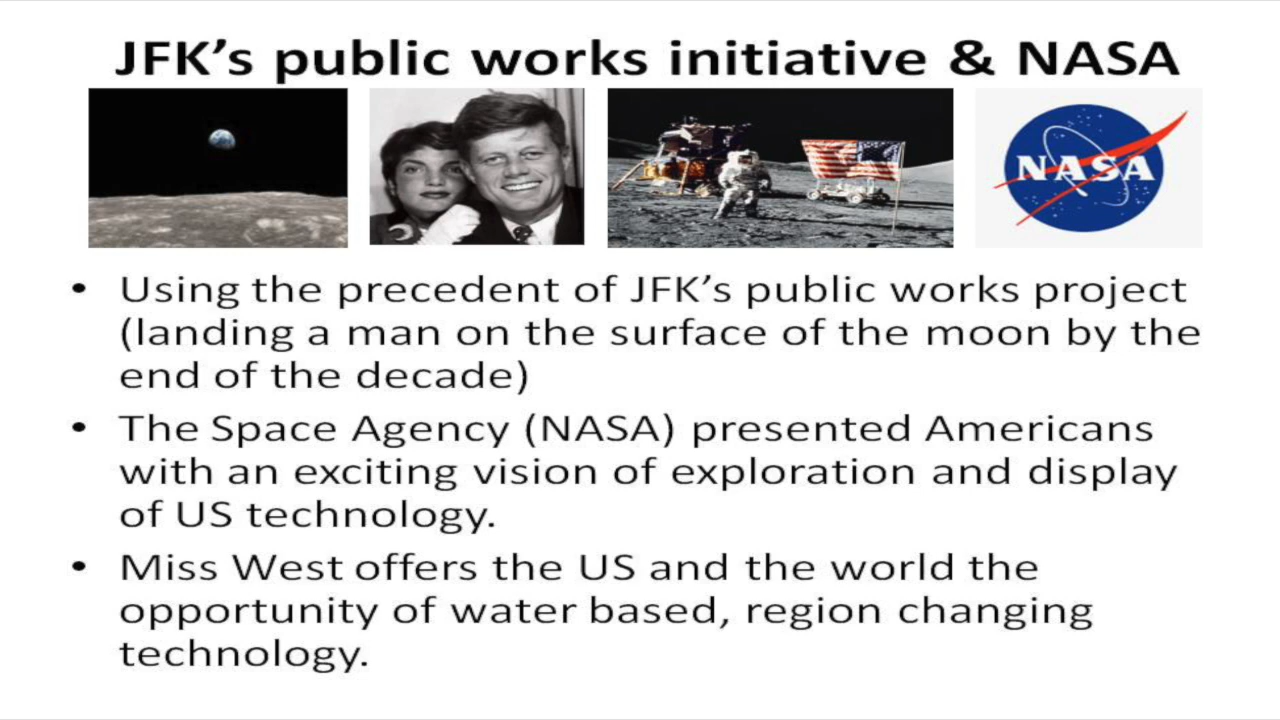 JFK’s public works initiative & NASA
NASA
• Using the precedent of JFK’s public works project
(landing a man on the surface of the moon by the
end of the decade)
• The Space Agency (NASA) presented Americans
with an exciting vision of exploration and display
of US technology.
• Miss West offers the US and the world the
opportunity of water based, region changing
technology.